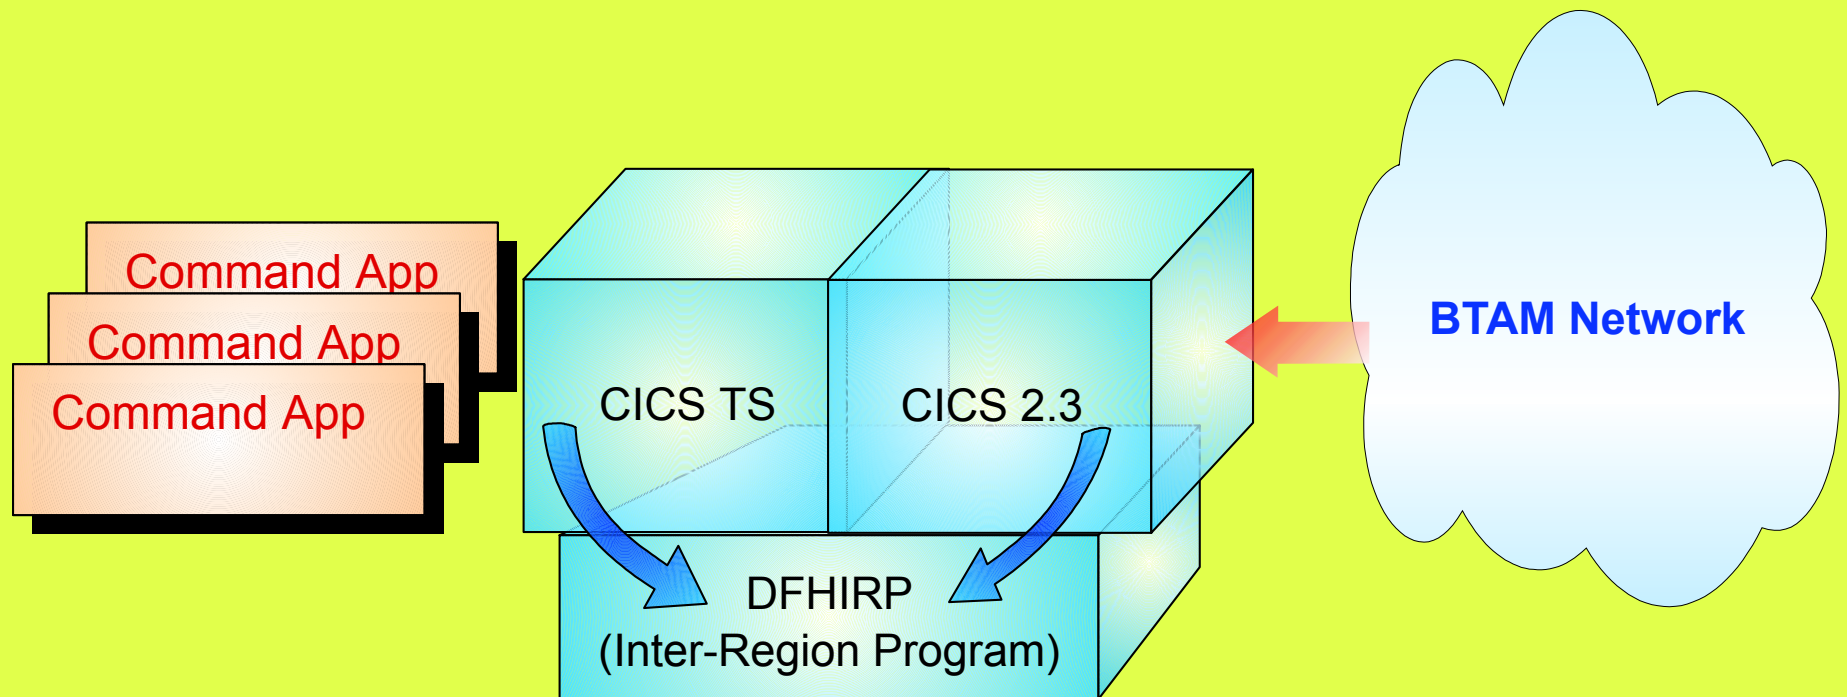 Command App
Command App
Command App
CICS TS
CICS 2.3
DFHIRP
(Inter-Region Program)
BTAM Network